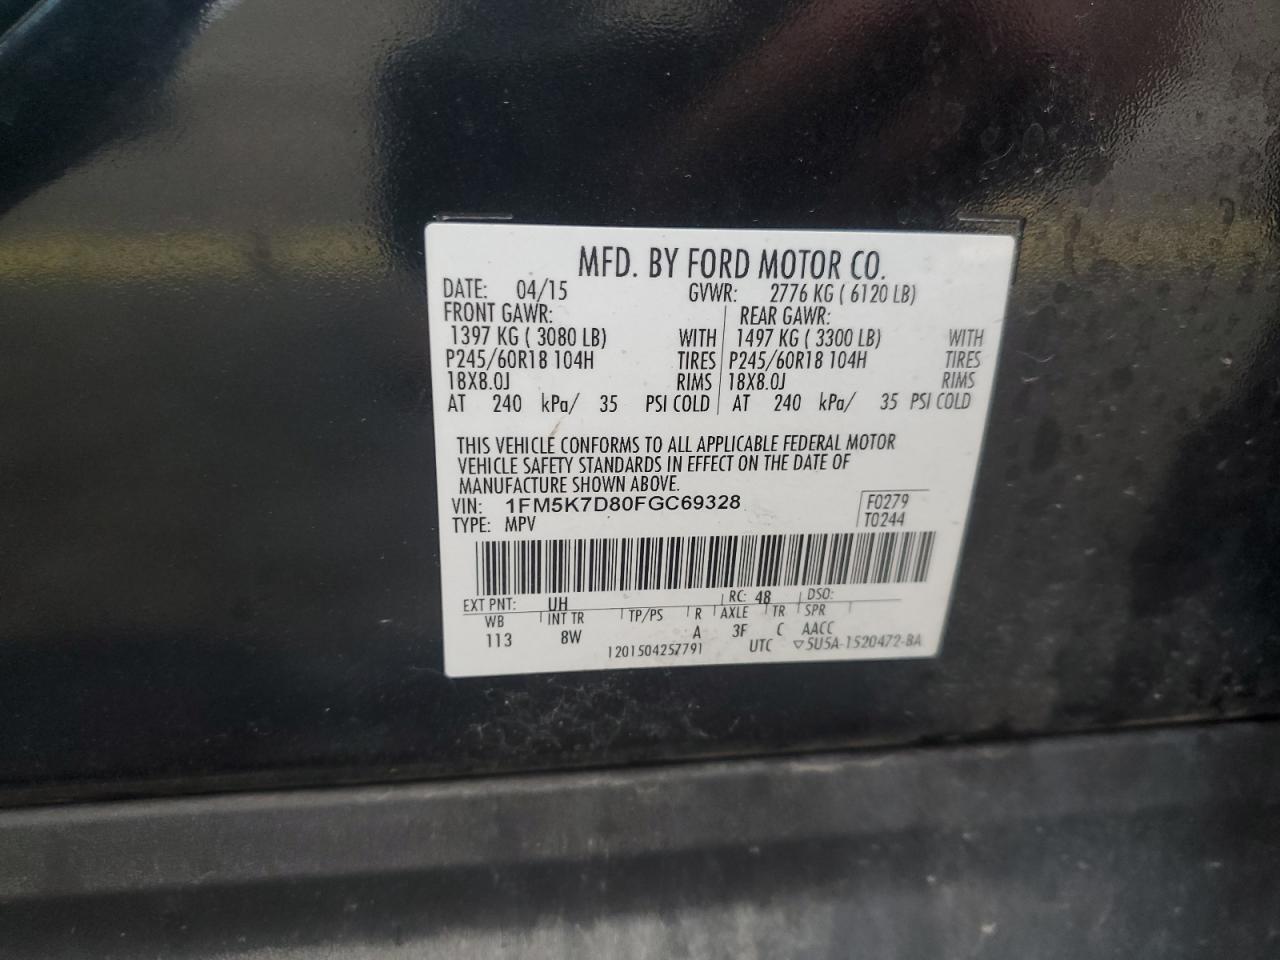 MFD. BY FORD MOTOR CO.
DATE: 04/15 GVWR: 2776 KG ( 6120 LB)
FRONT GAWR: REAR GAWR:
1397 KG ( 3080 LB) WITH 1497 KG ( 3300 LB) WITH
P245/60R18 104H TIRES P245/60R18 104H TIRES
18X8.0J RIMS 18X8.0J RIMS
AT 240 kPa/ 35 PSI COLD AT 240 kPa/ 35 PSI COLD
THIS VEHICLE CONFORMS TO ALL APPLICABLE FEDERAL MOTOR
VEHICLE SAFETY STANDARDS IN EFFECT ON THE DATE OF
MANUFACTURE SHOWN ABOVE.
VIN: 1FM5K7D80FGC69328 F0279
TYPE: MPV T0244
EXT PNT: UH RC: 48 DSO:
WB INT TR TP/PS R AXLE TR SPR
113 8W A 3F C AACC
1201504257791 UTC ▽5U5A-1520472-BA